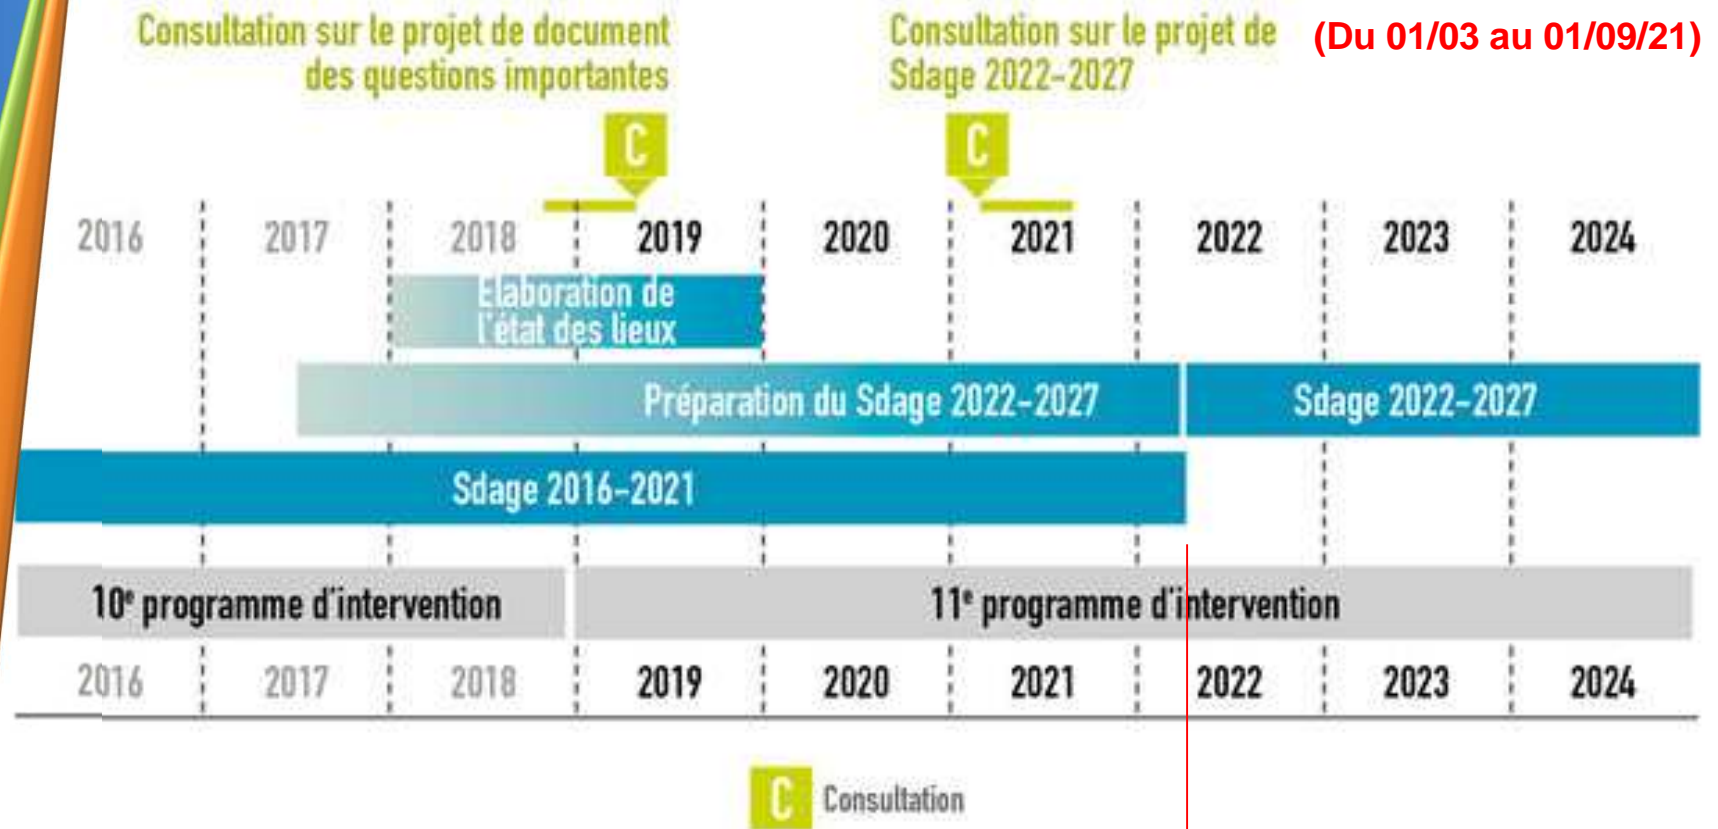 Consultation sur le projet de document
des questions importantes
Consultation sur le projet de
Sdage 2022-2027
(Du 01/03 au 01/09/21)
C
C
2016 2017 2018 2019 2020 2021 2022 2023 2024
Elaboration de
l'état des lieux
Préparation du Sdage 2022-2027
Sdage 2022-2027
Sdage 2016-2021
10e programme d'intervention
11e programme d'intervention
2016 2017 2018 2019 2020 2021 2022 2023 2024
C Consultation